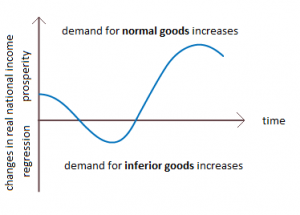 demand for normal goods increases
changes in real national income
regression prosperity
time
demand for inferior goods increases